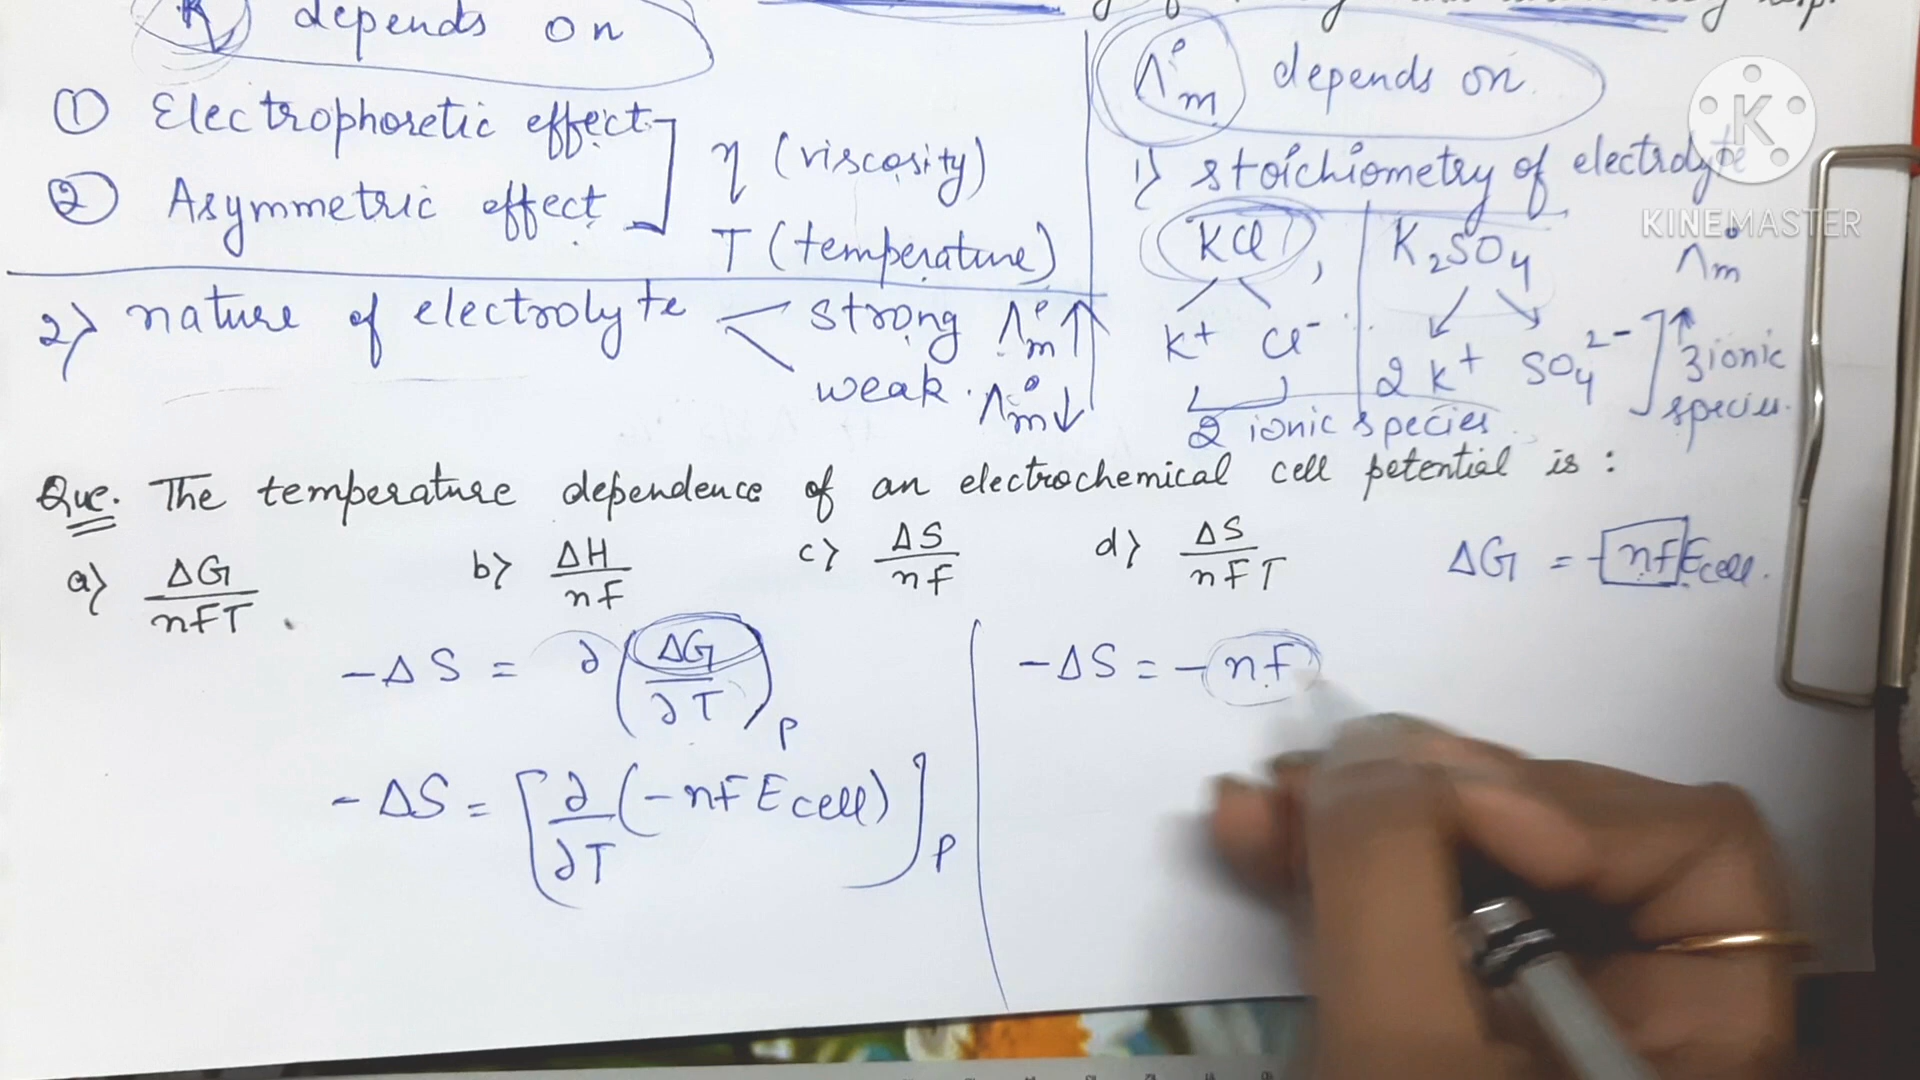 depends on
① Electrophoretic effect
② Asymmetric effect
η (viscosity)
T (temperature)
2) nature of electrolyte
strong Λ°m ↑
weak. Λ°m ↓
Λ°m depends on.
1) stoichiometry of electrolyte
KCl, K₂SO₄ Λ°m
K⁺ Cl⁻ 2K⁺ SO₄²⁻ ↑
2 ionic species
3 ionic
species.
Que. The temperature dependence of an electrochemical cell potential is :
a) ΔG/nFT b) ΔH/nF c) ΔS/nF d) ΔS/nFT
ΔG = -nFEcell.
-ΔS = ∂(ΔG/∂T)P
-ΔS = [∂/∂T (-nFEcell)]P
-ΔS = -nF
K
KINEMASTER